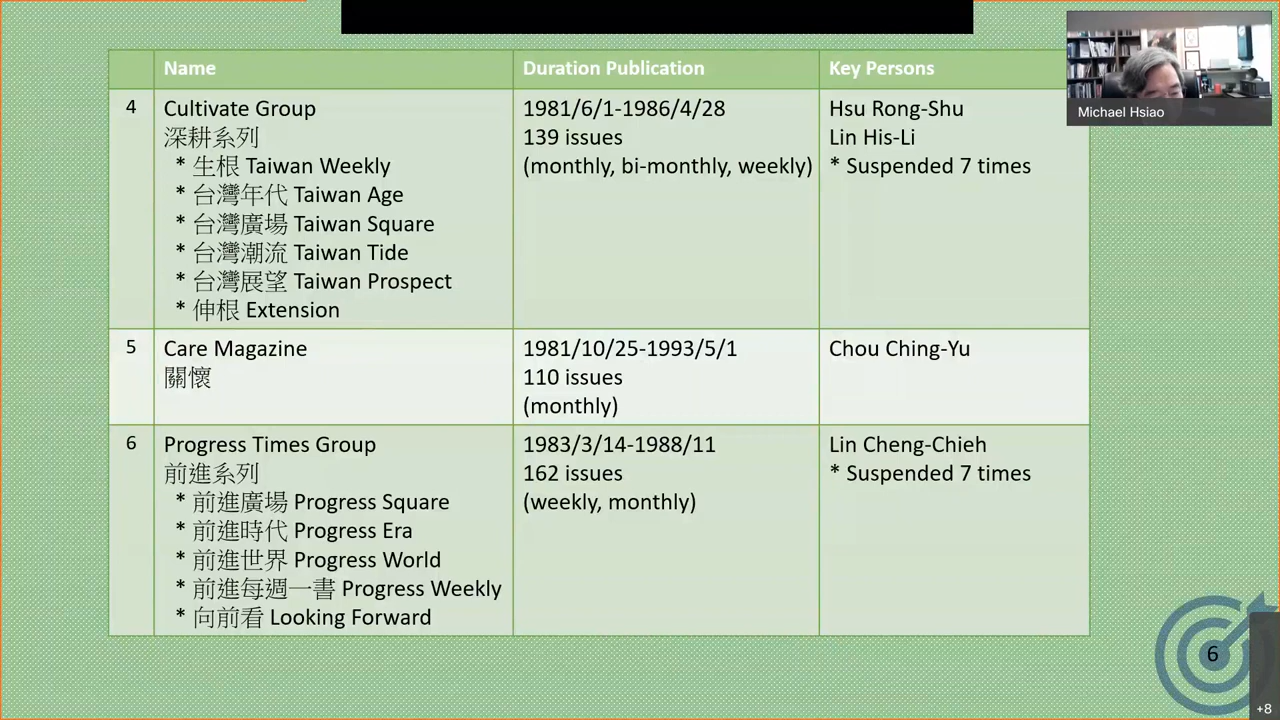 Name
Duration Publication
Key Persons
4
Cultivate Group
深耕系列
* 生根 Taiwan Weekly
* 台灣年代 Taiwan Age
* 台灣廣場 Taiwan Square
* 台灣潮流 Taiwan Tide
* 台灣展望 Taiwan Prospect
* 伸根 Extension
1981/6/1-1986/4/28
139 issues
(monthly, bi-monthly, weekly)
Hsu Rong-Shu
Lin His-Li
* Suspended 7 times
5
Care Magazine
關懷
1981/10/25-1993/5/1
110 issues
(monthly)
Chou Ching-Yu
6
Progress Times Group
前進系列
* 前進廣場 Progress Square
* 前進時代 Progress Era
* 前進世界 Progress World
* 前進每週一書 Progress Weekly
* 向前看 Looking Forward
1983/3/14-1988/11
162 issues
(weekly, monthly)
Lin Cheng-Chieh
* Suspended 7 times
Michael Hsiao
6
+8